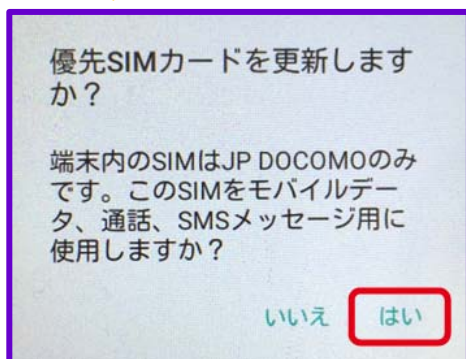 優先SIMカードを更新します
か？
端末内のSIMはJP DOCOMOのみ
です。このSIMをモバイルデー
タ、通話、SMSメッセージ用に
使用しますか？
いいえ はい